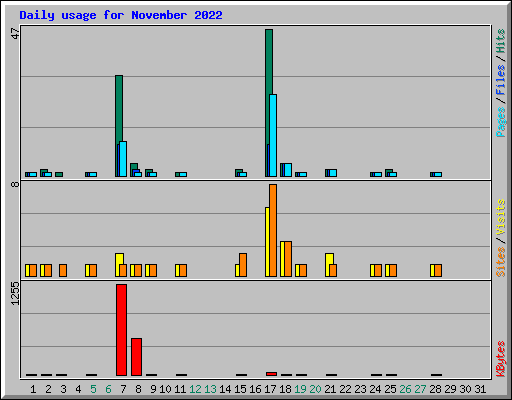 Daily usage for November 2022
47
8
1255
Pages/Files/Hits
Sites/Visits
KBytes
1 2 3 4 5 6 7 8 9 10 11 12 13 14 15 16 17 18 19 20 21 22 23 24 25 26 27 28 29 30 31